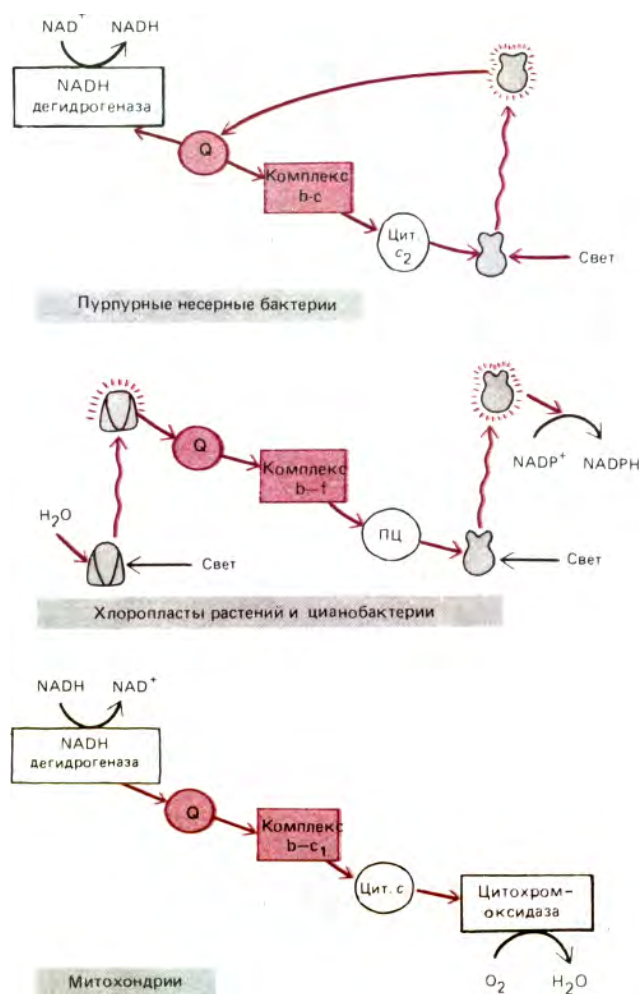 NAD⁺ NADH
NADH
дегидрогеназа
Q
Комплекс
b-c
Цит.
c₂
Свет
Пурпурные несерные бактерии
Q
Комплекс
b–f
ПЦ
H₂O
Свет
NADP⁺ NADPH
Свет
Хлоропласты растений и цианобактерии
NADH NAD⁺
NADH
дегидрогеназа
Q
Комплекс
b–c₁
Цит. c
Цитохром-
оксидаза
O₂ H₂O
Митохондрии